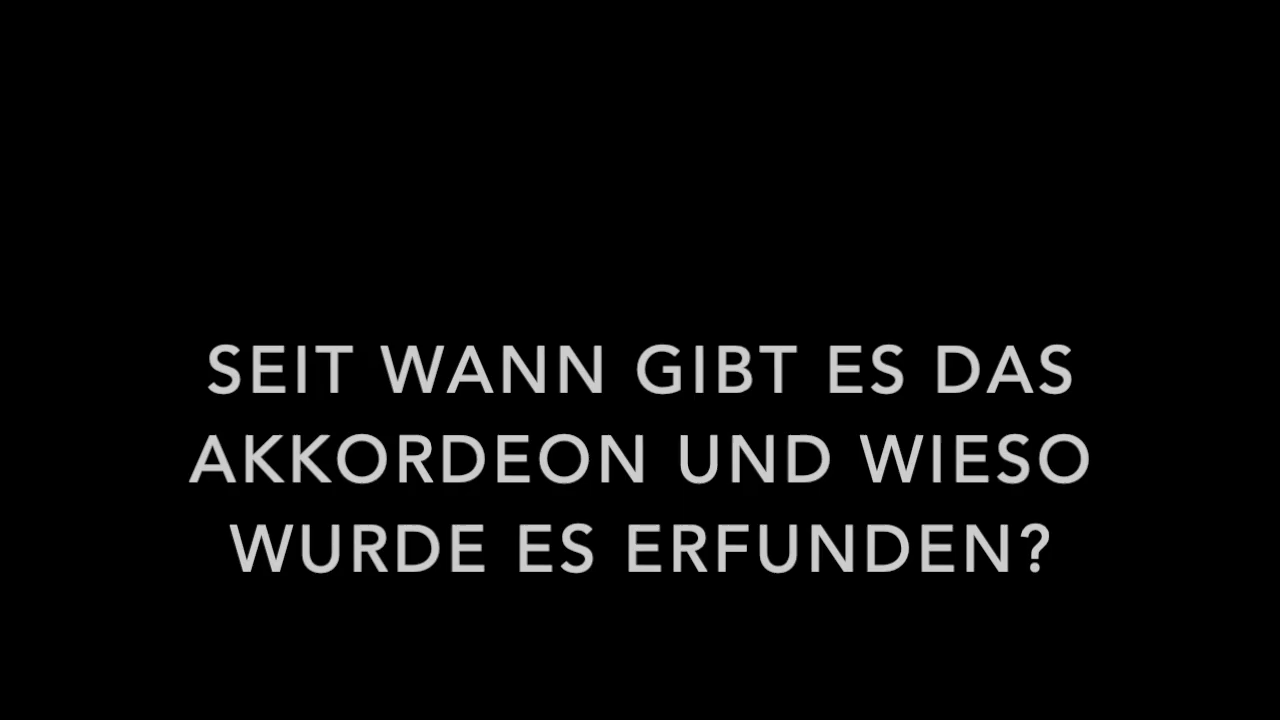 SEIT WANN GIBT ES DAS
AKKORDEON UND WIESO
WURDE ES ERFUNDEN?